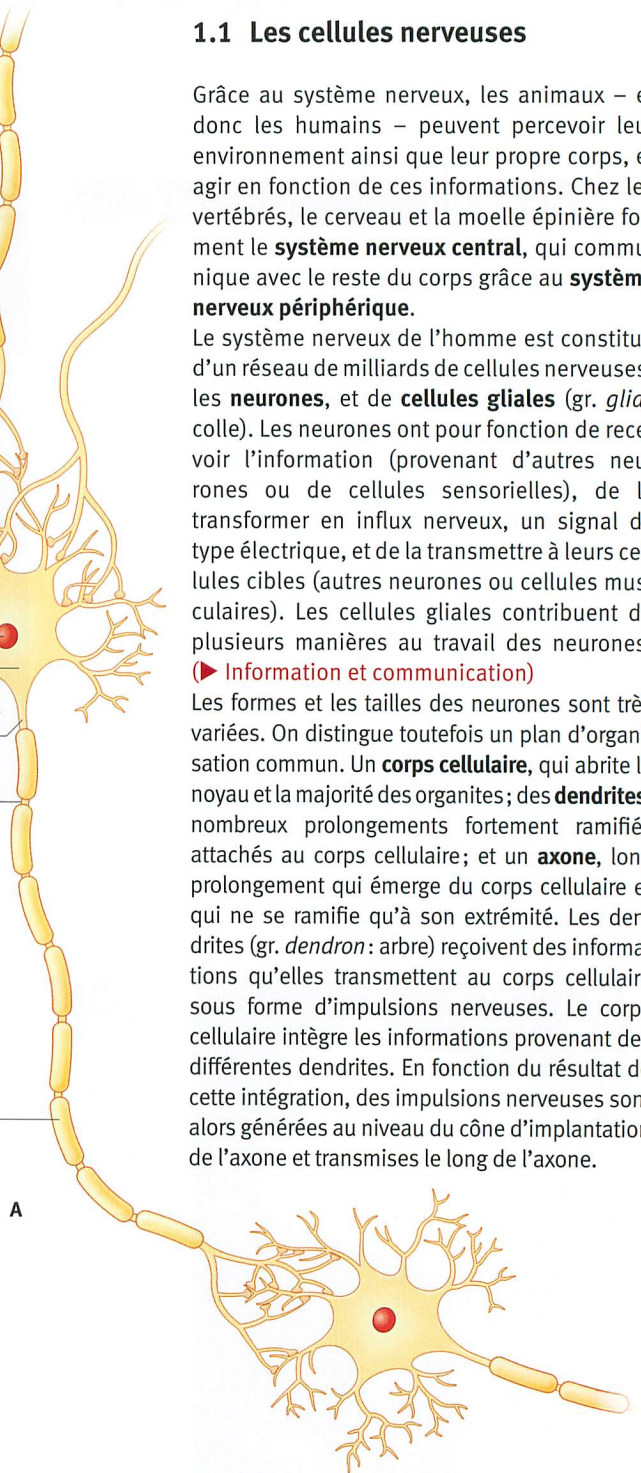 1.1 Les cellules nerveuses
Grâce au système nerveux, les animaux – e
donc les humains – peuvent percevoir leu
environnement ainsi que leur propre corps, e
agir en fonction de ces informations. Chez le
vertébrés, le cerveau et la moelle épinière fo
ment le système nerveux central, qui commu
nique avec le reste du corps grâce au systèm
nerveux périphérique.
Le système nerveux de l'homme est constitu
d'un réseau de milliards de cellules nerveuses
les neurones, et de cellules gliales (gr. glia
colle). Les neurones ont pour fonction de rece
voir l'information (provenant d'autres neu
rones ou de cellules sensorielles), de l
transformer en influx nerveux, un signal d
type électrique, et de la transmettre à leurs ce
lules cibles (autres neurones ou cellules mus
culaires). Les cellules gliales contribuent d
plusieurs manières au travail des neurones
(▶ Information et communication)
Les formes et les tailles des neurones sont trè
variées. On distingue toutefois un plan d'organ
sation commun. Un corps cellulaire, qui abrite l
noyau et la majorité des organites ; des dendrites
nombreux prolongements fortement ramifié
attachés au corps cellulaire ; et un axone, lon
prolongement qui émerge du corps cellulaire e
qui ne se ramifie qu'à son extrémité. Les den
drites (gr. dendron : arbre) reçoivent des informa
tions qu'elles transmettent au corps cellulair
sous forme d'impulsions nerveuses. Le corp
cellulaire intègre les informations provenant de
différentes dendrites. En fonction du résultat d
cette intégration, des impulsions nerveuses son
alors générées au niveau du cône d'implantation
de l'axone et transmises le long de l'axone.
A